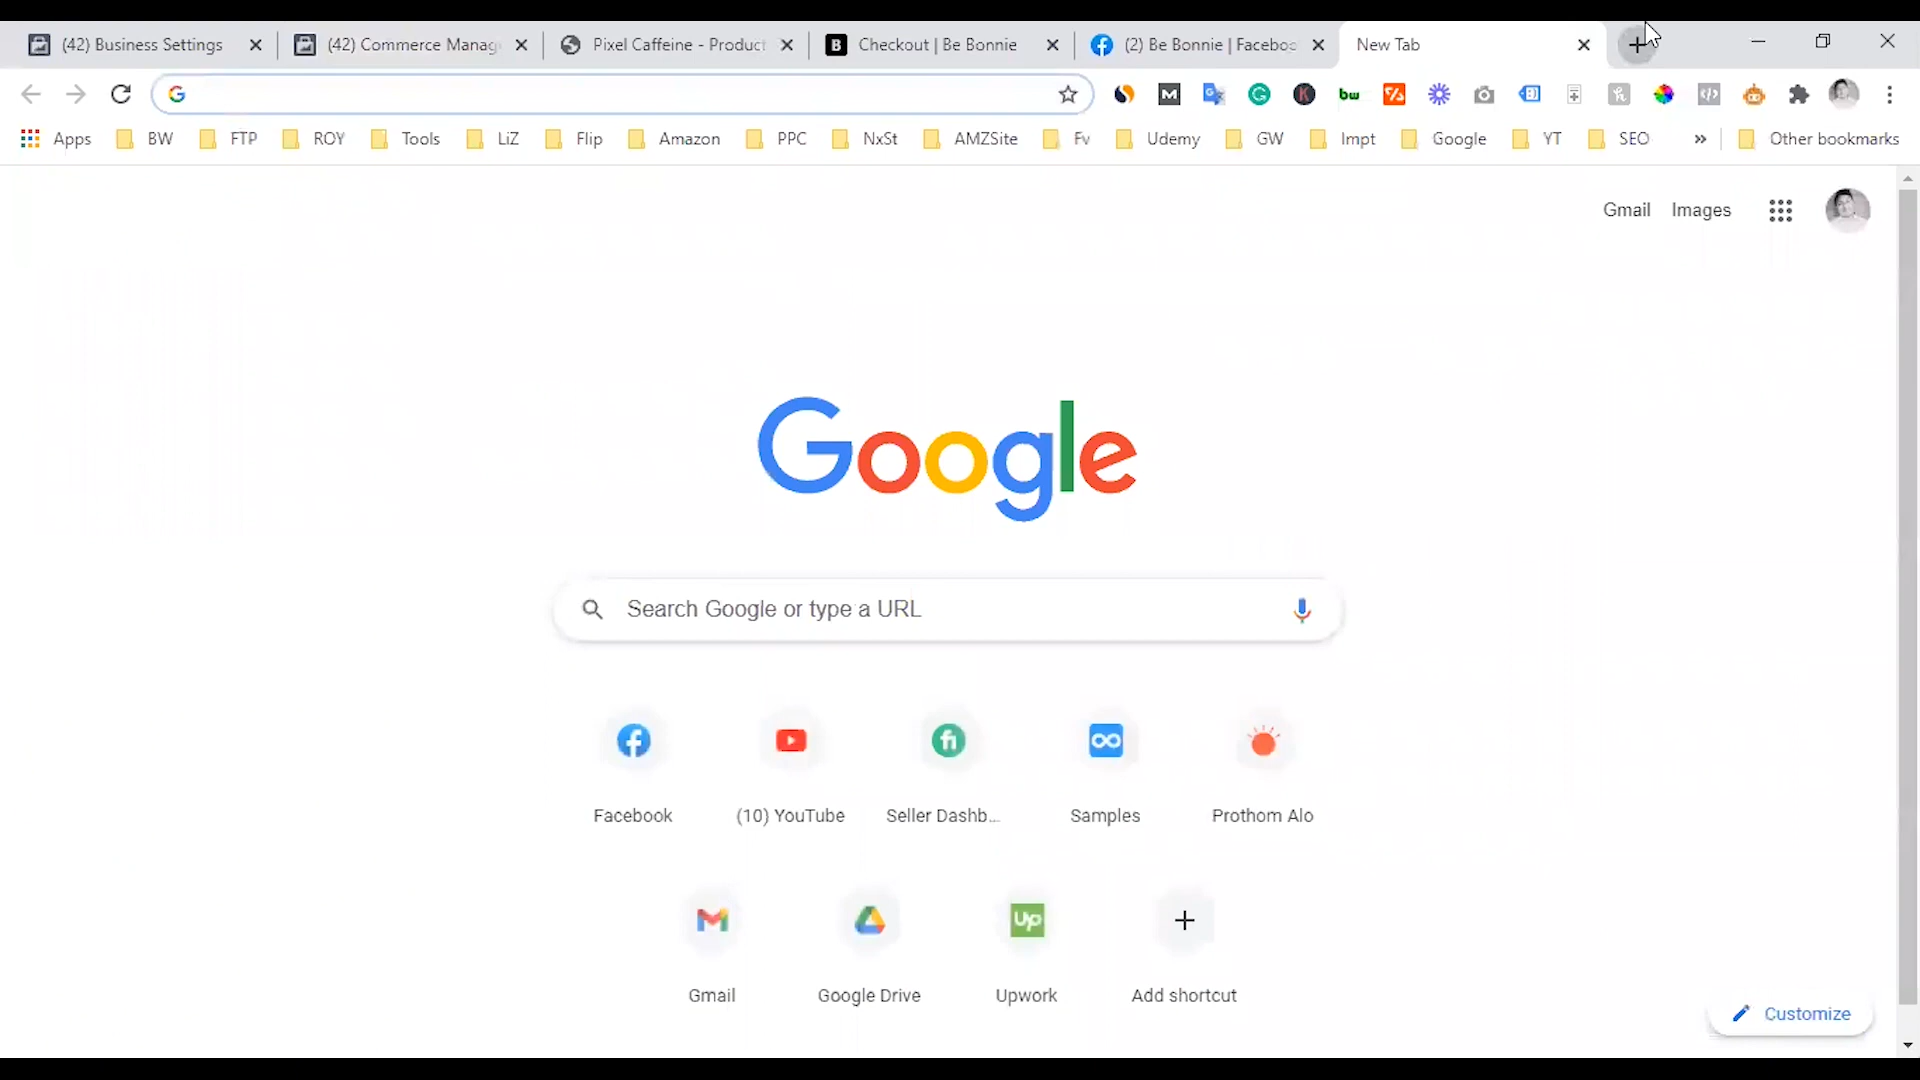 (42) Business Settings
(42) Commerce Manag
Pixel Caffeine - Product
B Checkout | Be Bonnie
(2) Be Bonnie | Faceboo
New Tab
M
K
bw
Apps BW FTP ROY Tools LiZ Flip Amazon PPC NxSt AMZSite Fv Udemy GW Impt Google YT SEO » Other bookmarks
Gmail Images
Google
Search Google or type a URL
fi
Facebook (10) YouTube Seller Dashb... Samples Prothom Alo
Up
Gmail Google Drive Upwork Add shortcut
Customize